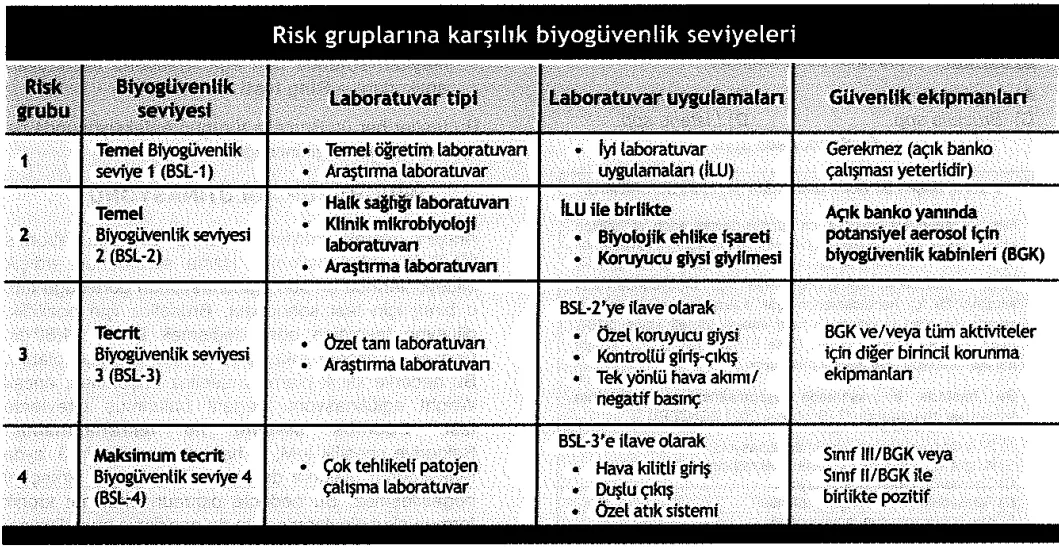 Risk gruplarına karşılık biyogüvenlik seviyeleri
Risk
grubu
Biyogüvenlik
seviyesi
Laboratuvar tipi
Laboratuvar uygulamaları
Güvenlik ekipmanları
1
Temel Biyogüvenlik
seviye 1 (BSL-1)
• Temel öğretim laboratuvarı
• Araştırma laboratuvar
• İyi laboratuvar
uygulamaları (İLU)
Gerekmez (açık banko
çalışması yeterlidir)
2
Temel
Biyogüvenlik seviyesi
2 (BSL-2)
• Halk sağlığı laboratuvarı
• Klinik mikrobiyoloji
laboratuvarı
• Araştırma laboratuvarı
İLU ile birlikte
• Biyolojik ehlike işareti
• Koruyucu giysi giyilmesi
Açık banko yanında
potansiyel aerosol için
biyogüvenlik kabinleri (BGK)
3
Tecrit
Biyogüvenlik seviyesi
3 (BSL-3)
• Özel tanı laboratuvarı
• Araştırma laboratuvarı
BSL-2'ye ilave olarak
• Özel koruyucu giysi
• Kontrollü giriş-çıkış
• Tek yönlü hava akımı/
negatif basınç
BGK ve/veya tüm aktiviteler
için diğer birincil korunma
ekipmanları
4
Maksimum tecrit
Biyogüvenlik seviye 4
(BSL-4)
• Çok tehlikeli patojen
çalışma laboratuvar
BSL-3'e ilave olarak
• Hava kilitli giriş
• Duşlu çıkış
• Özel atık sistemi
Sınıf III/BGK veya
Sınıf II/BGK ile
birlikte pozitif